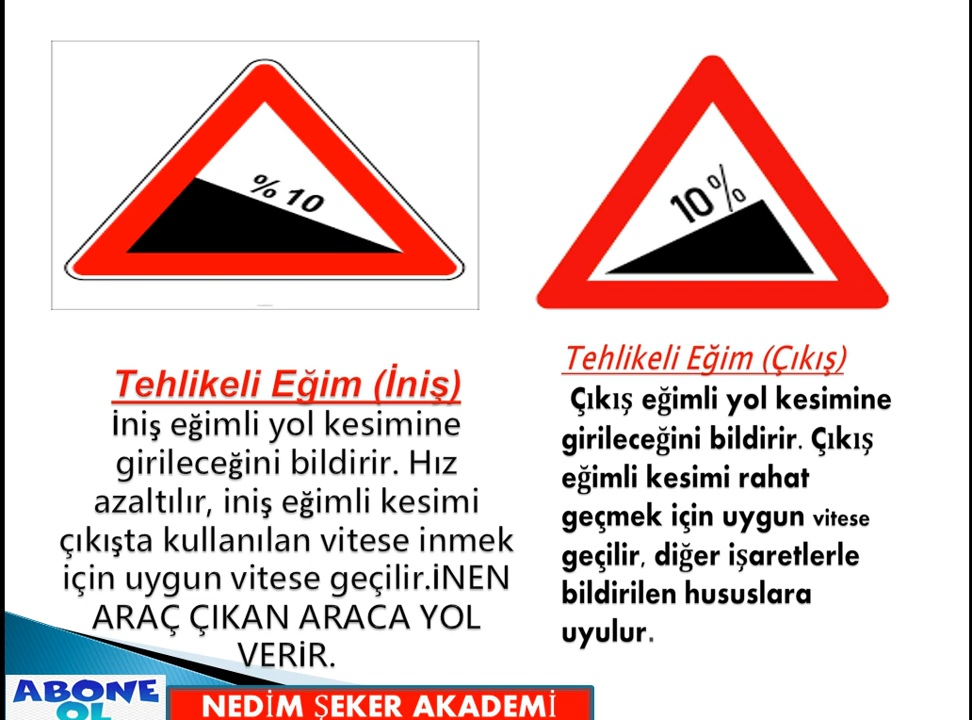 % 10
Tehlikeli Eğim (İniş)
İniş eğimli yol kesimine
girileceğini bildirir. Hız
azaltılır, iniş eğimli kesimi
çıkışta kullanılan vitese inmek
için uygun vitese geçilir.İNEN
ARAÇ ÇIKAN ARACA YOL
VERİR.
10%
Tehlikeli Eğim (Çıkış)
Çıkış eğimli yol kesimine
girileceğini bildirir. Çıkış
eğimli kesimi rahat
geçmek için uygun vitese
geçilir, diğer işaretlerle
bildirilen hususlara
uyulur.
ABONE
OL
NEDİM ŞEKER AKADEMİ